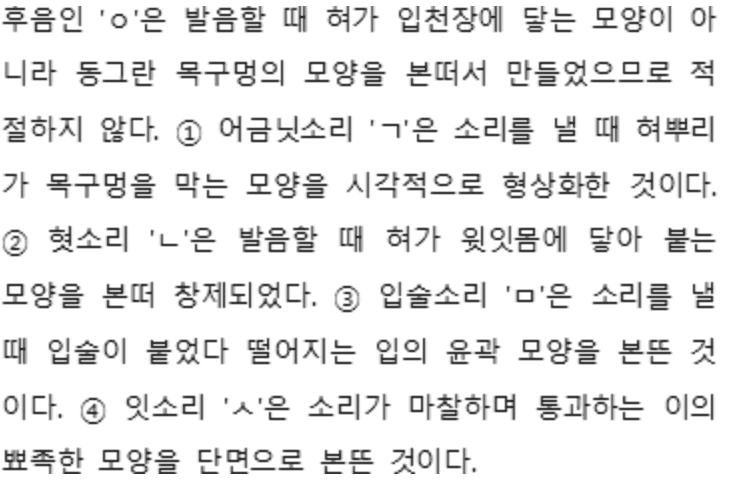 후음인 'ㅇ'은 발음할 때 혀가 입천장에 닿는 모양이 아
니라 동그란 목구멍의 모양을 본떠서 만들었으므로 적
절하지 않다. ① 어금닛소리 'ㄱ'은 소리를 낼 때 혀뿌리
가 목구멍을 막는 모양을 시각적으로 형상화한 것이다.
② 혓소리 'ㄴ'은 발음할 때 혀가 윗잇몸에 닿아 붙는
모양을 본떠 창제되었다. ③ 입술소리 'ㅁ'은 소리를 낼
때 입술이 붙었다 떨어지는 입의 윤곽 모양을 본뜬 것
이다. ④ 잇소리 'ㅅ'은 소리가 마찰하며 통과하는 이의
뾰족한 모양을 단면으로 본뜬 것이다.